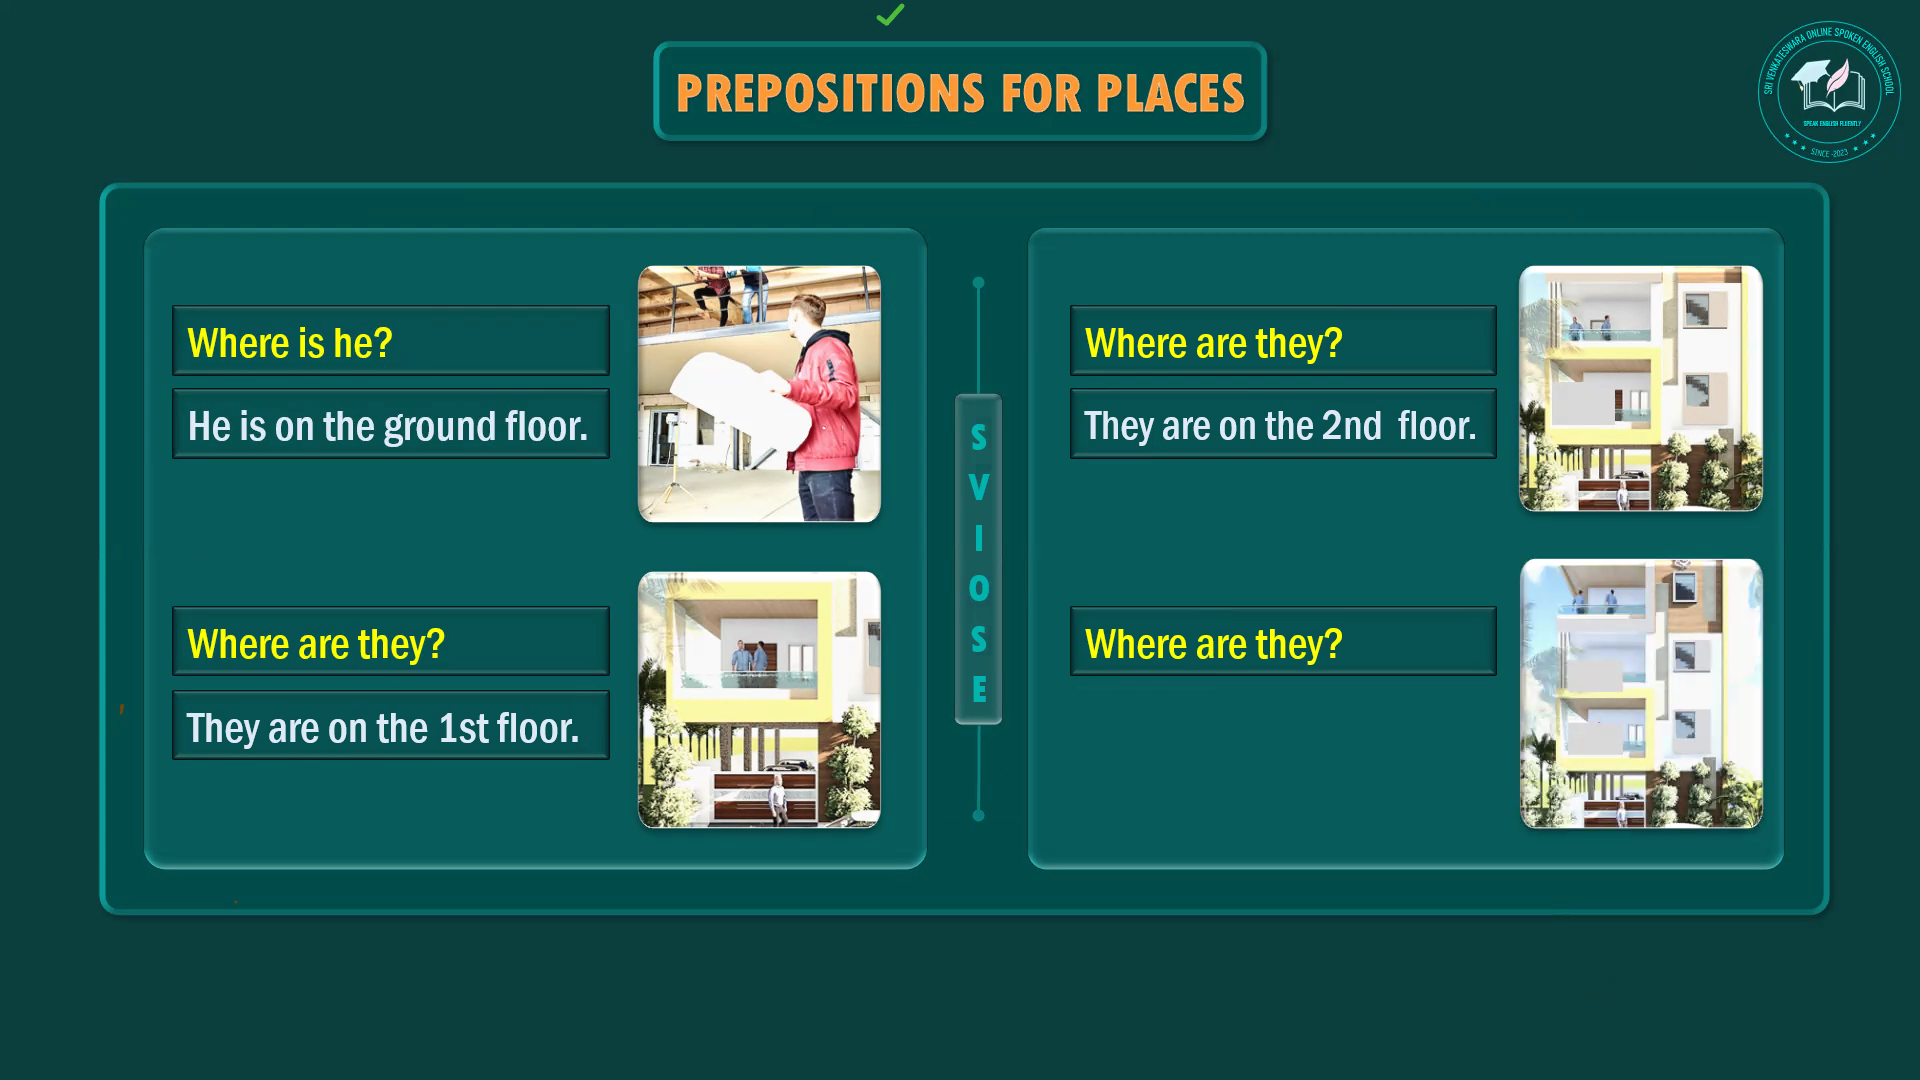 PREPOSITIONS FOR PLACES
SRI VENKATESWARA ONLINE SPOKEN ENGLISH SCHOOL
SPEAK ENGLISH FLUENTLY
SINCE -2023
Where is he?
He is on the ground floor.
Where are they?
They are on the 1st floor.
S
V
I
O
S
E
Where are they?
They are on the 2nd floor.
Where are they?